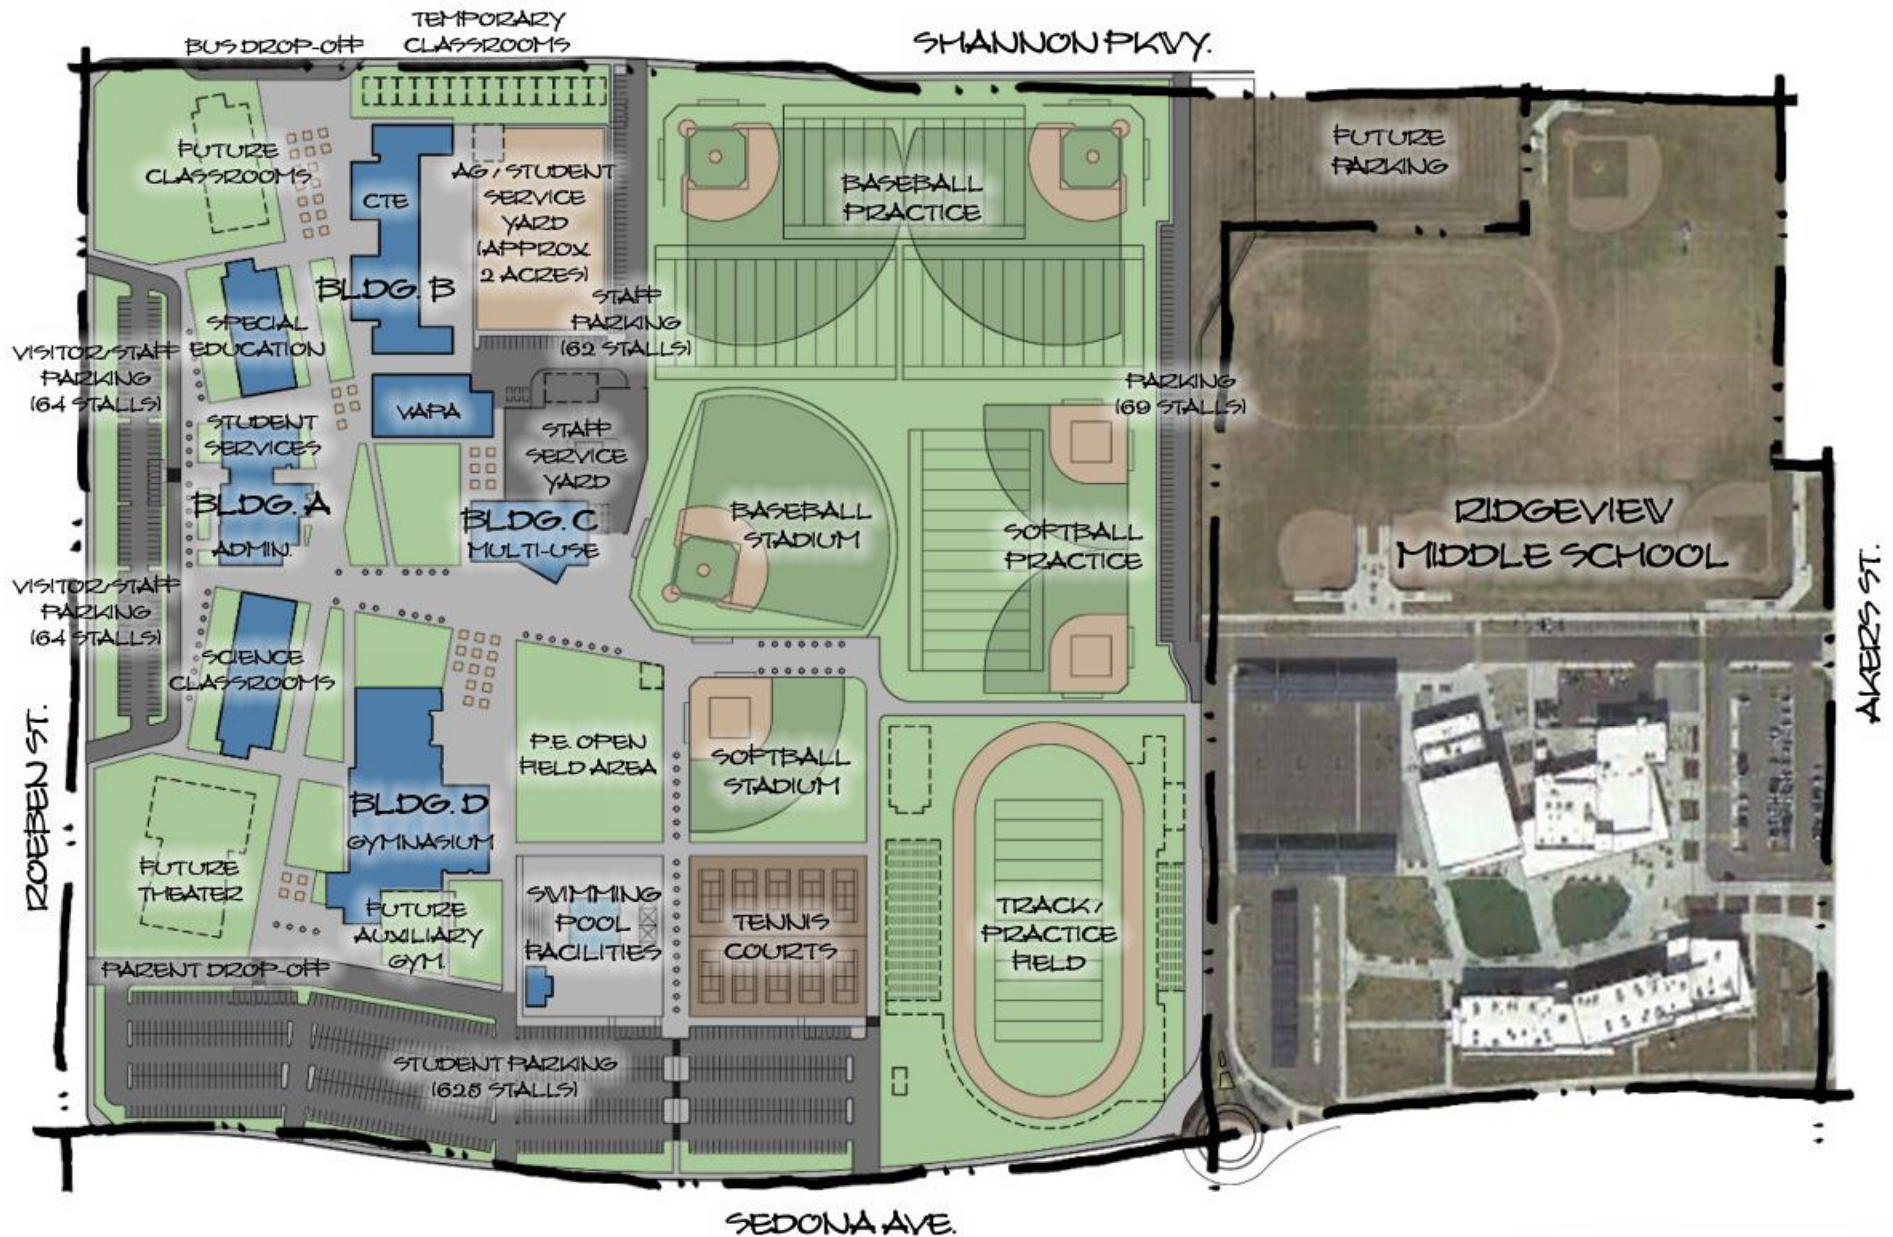 TEMPORARY
CLASSROOMS
BUS DROP-OFF
SHANNON PKWY.
FUTURE
CLASSROOMS
CTE
AG / STUDENT
SERVICE
YARD
(APPROX
2 ACRES)
BASEBALL
PRACTICE
FUTURE
PARKING
BLDG. B
STAFF
PARKING
(62 STALLS)
SPECIAL
EDUCATION
VISITOR/STAFF
PARKING
(64 STALLS)
VAPA
PARKING
(69 STALLS)
STUDENT
SERVICES
BLDG. A
ADMIN.
STAFF
SERVICE
YARD
BLDG. C
MULTI-USE
BASEBALL
STADIUM
SOFTBALL
PRACTICE
RIDGEVIEW
MIDDLE SCHOOL
AKERS ST.
VISITOR/STAFF
PARKING
(64 STALLS)
SCIENCE
CLASSROOMS
ROEBEN ST.
P.E. OPEN
FIELD AREA
SOFTBALL
STADIUM
BLDG. D
GYMNASIUM
FUTURE
THEATER
FUTURE
AUXILIARY
GYM.
SWIMMING
POOL
FACILITIES
TENNIS
COURTS
TRACK /
PRACTICE
FIELD
PARENT DROP-OFF
STUDENT PARKING
(625 STALLS)
SEDONA AVE.